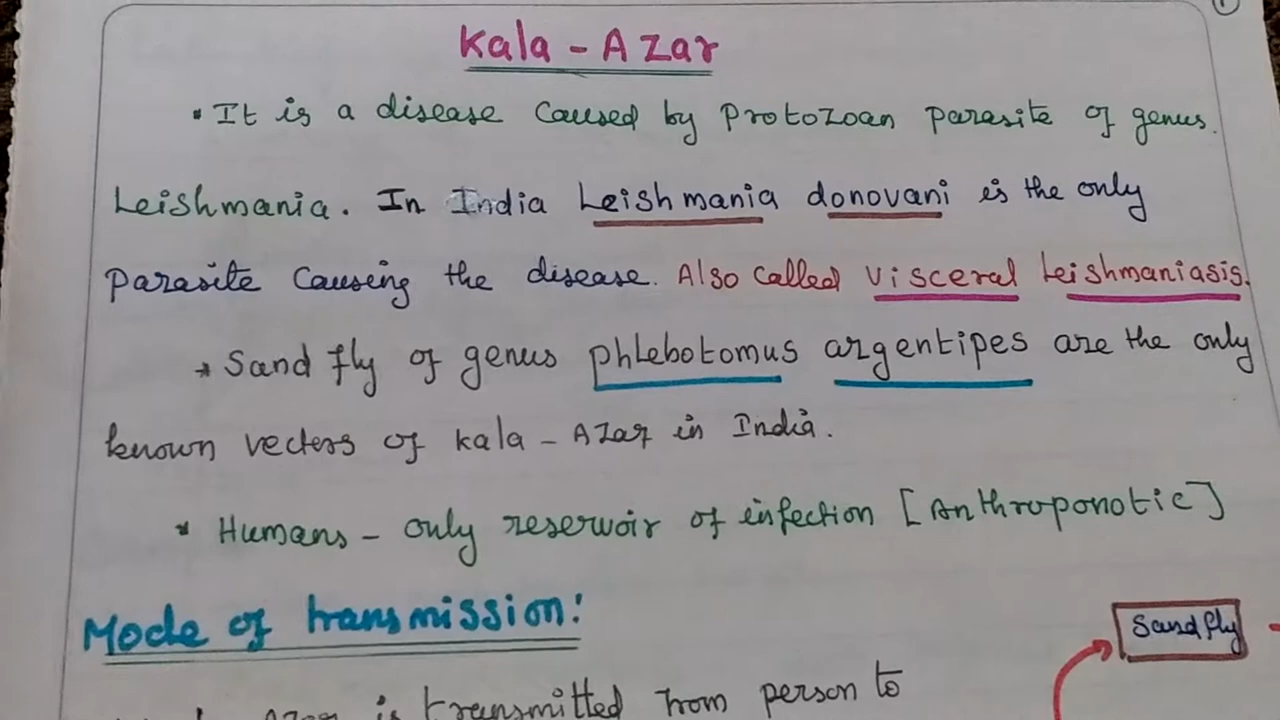 Kala - Azar
• It is a disease caused by protozoan parasite of genus.
Leishmania. In India Leishmania donovani is the only
parasite causing the disease. Also called visceral Leishmaniasis.
→ Sand fly of genus phlebotomus argentipes are the only
known vecters of kala - Azar in India.
* Humans - only reservoir of infection [Anthroponotic]
Mode of transmission:
Sand fly
Azar is transmitted from person to